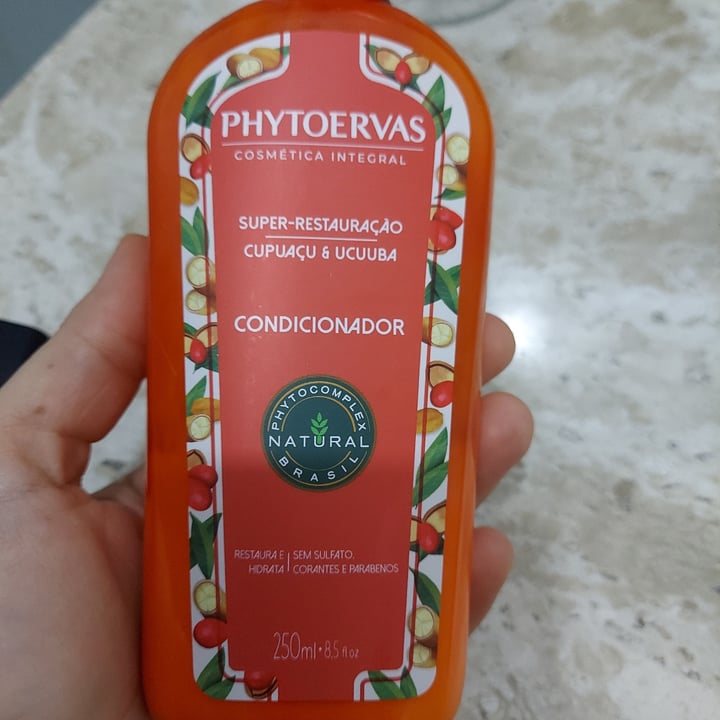 PHYTOERVAS
COSMÉTICA INTEGRAL
SUPER-RESTAURAÇÃO
CUPUAÇU & UCUUBA
CONDICIONADOR
PHYTOCOMPLEX
NATURAL
BRASIL
RESTAURA E
HIDRATA
SEM SULFATO,
CORANTES E PARABENOS
250ml • 8,5 fl oz